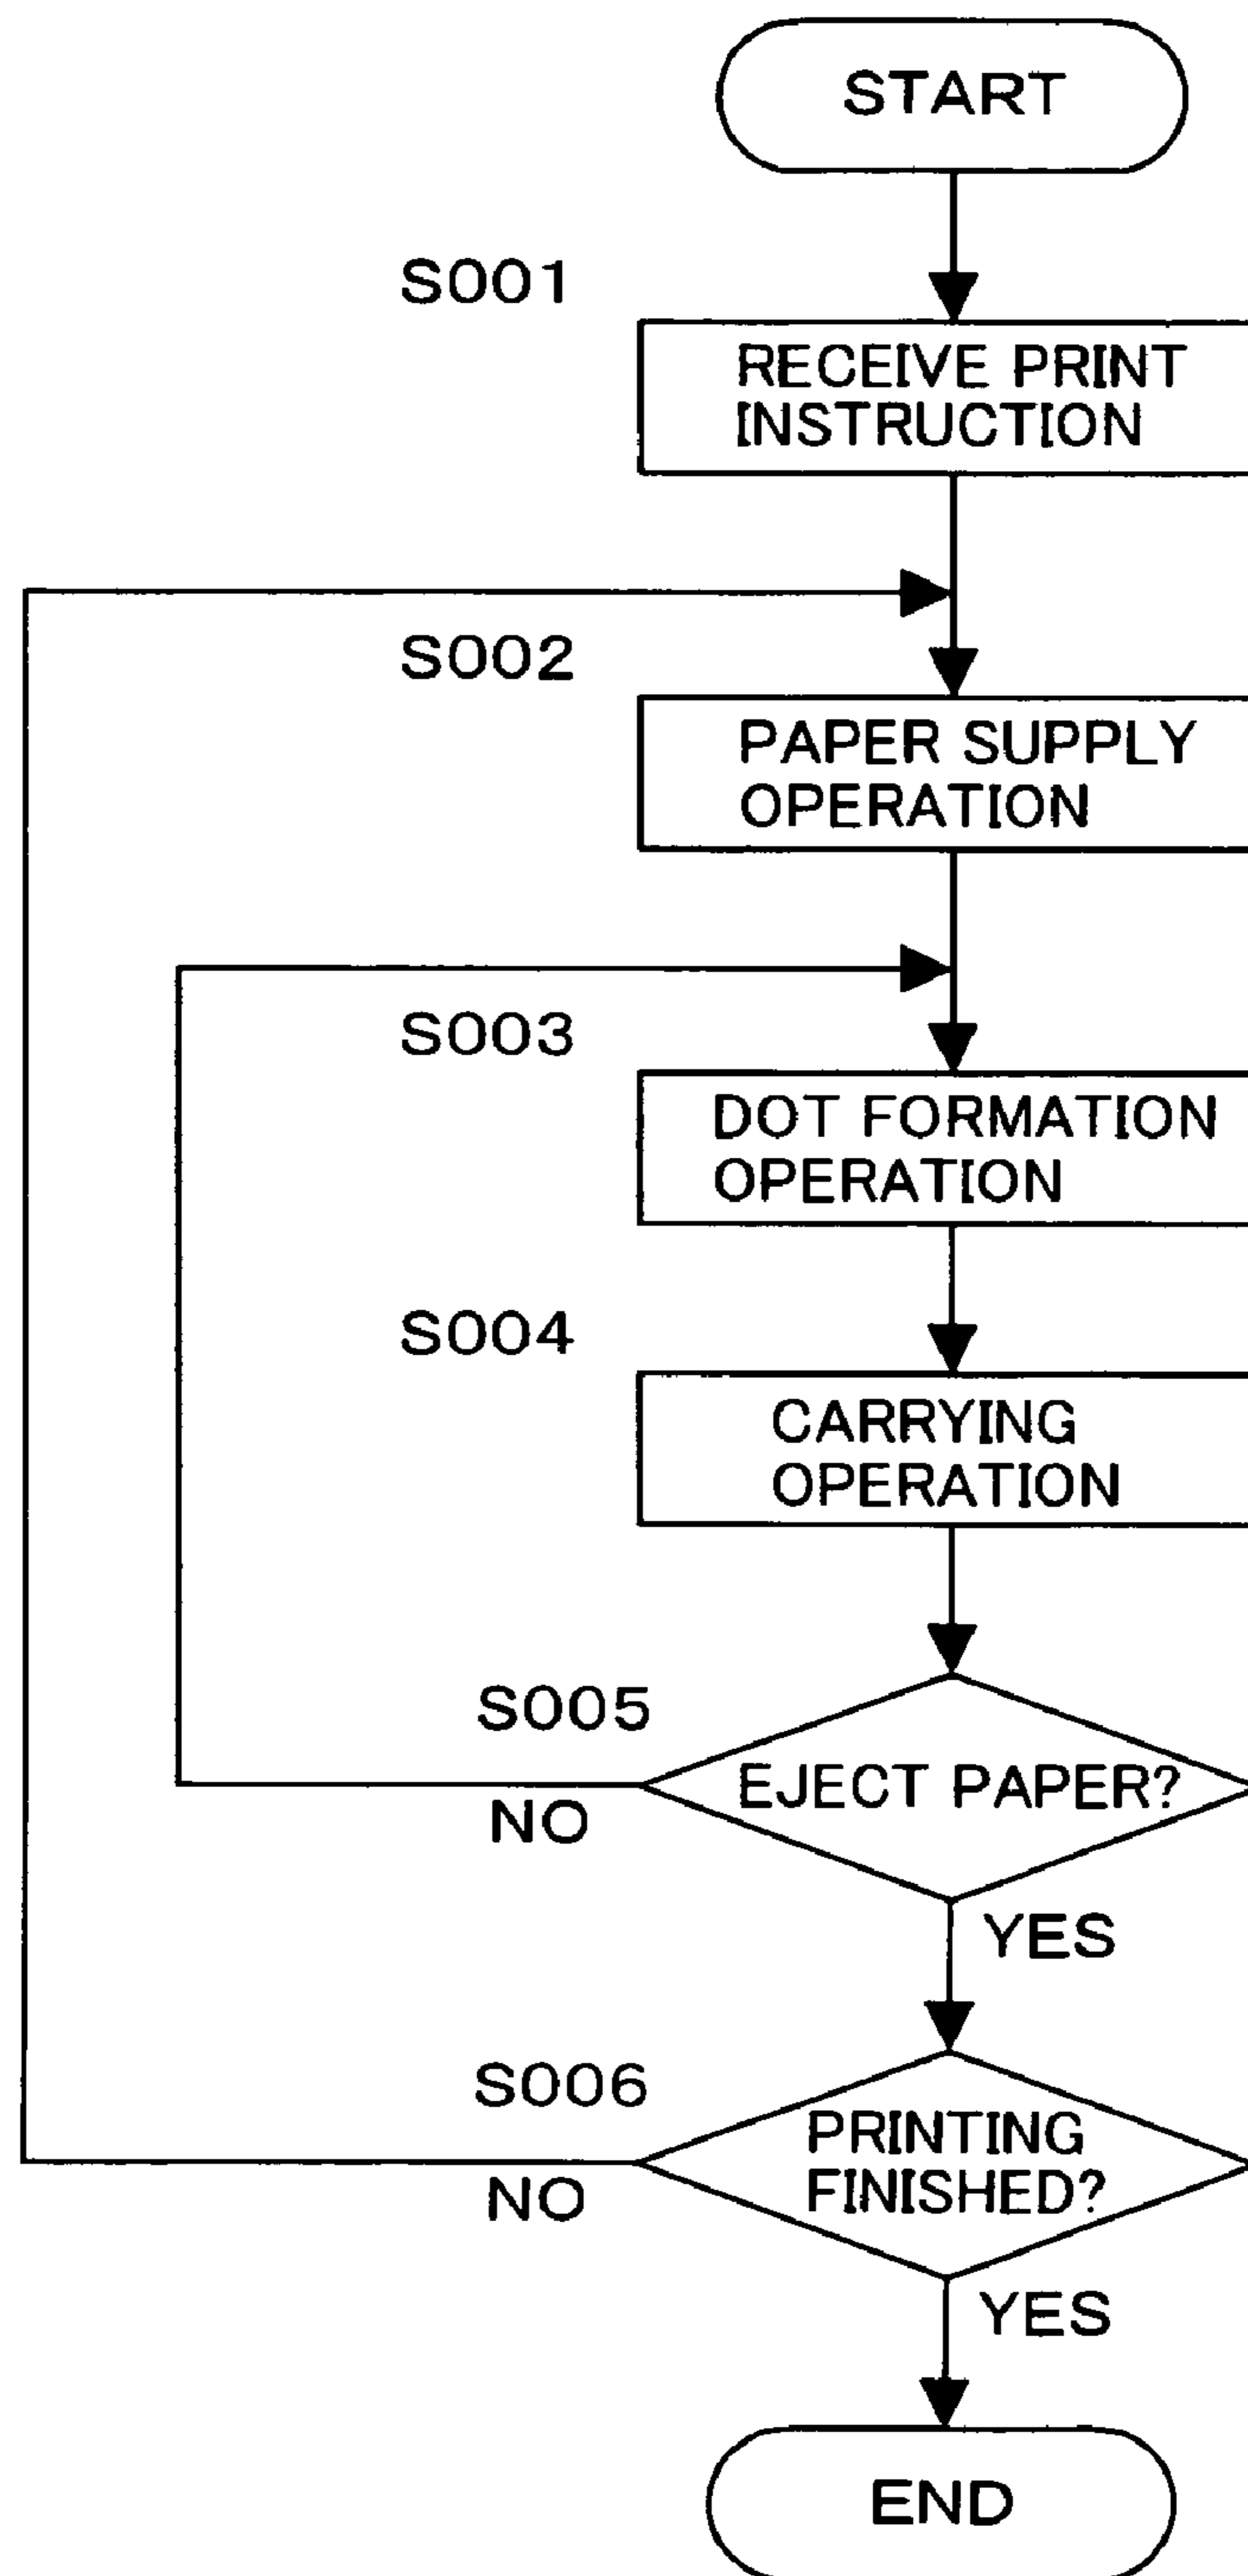 START
S001
RECEIVE PRINT
INSTRUCTION
S002
PAPER SUPPLY
OPERATION
S003
DOT FORMATION
OPERATION
S004
CARRYING
OPERATION
S005
EJECT PAPER?
NO
YES
S006
PRINTING
FINISHED?
NO
YES
END